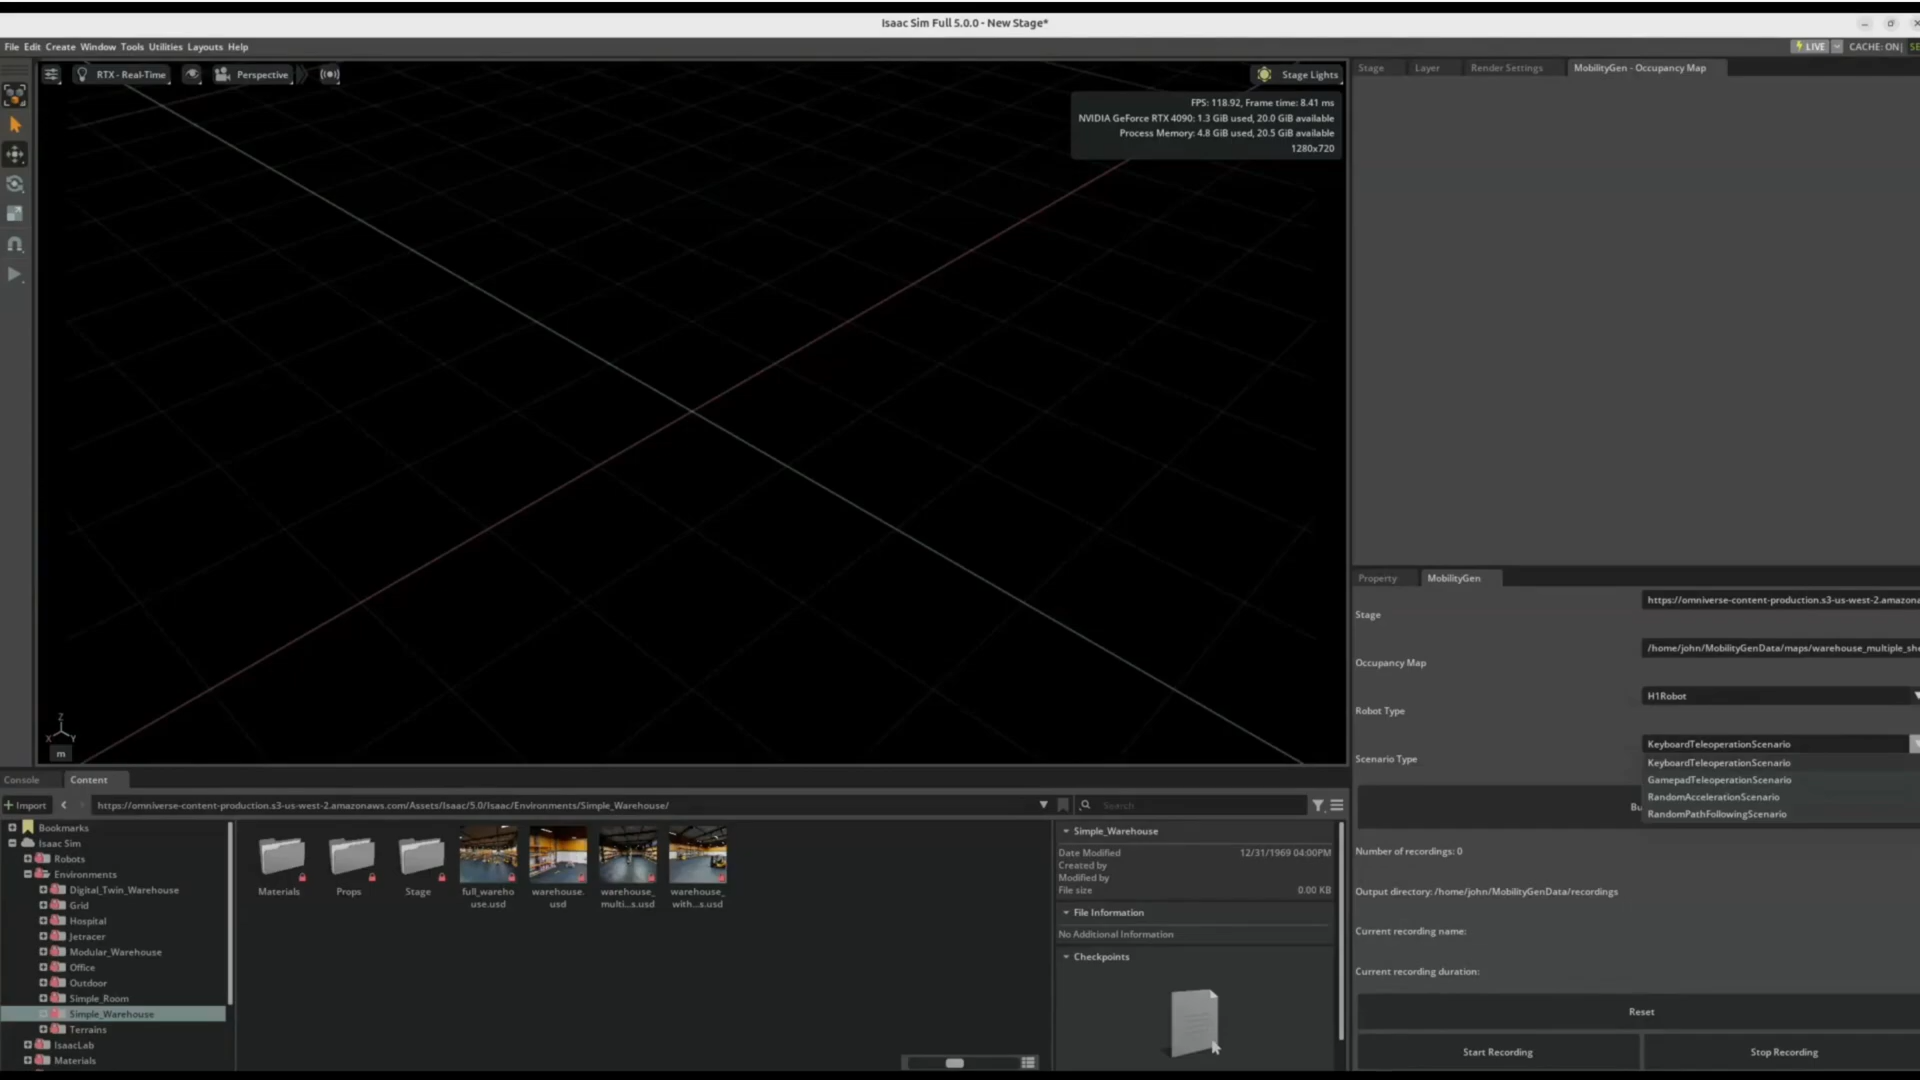 Isaac Sim Full 5.0.0 - New Stage*
File Edit Create Window Tools Utilities Layouts Help
LIVE CACHE: ON
RTX - Real-Time
Perspective
Stage Lights
FPS: 118.92, Frame time: 8.41 ms
NVIDIA GeForce RTX 4090: 1.3 GiB used, 20.0 GiB available
Process Memory: 4.8 GiB used, 20.5 GiB available
1280x720
Z
X Y
m
Stage Layer Render Settings MobilityGen - Occupancy Map
Property MobilityGen
https://omniverse-content-production.s3-us-west-2.amazona
Stage
/home/john/MobilityGenData/maps/warehouse_multiple_she
Occupancy Map
H1Robot
Robot Type
KeyboardTeleoperationScenario
Scenario Type
KeyboardTeleoperationScenario
GamepadTeleoperationScenario
RandomAccelerationScenario
RandomPathFollowingScenario
Bu
Number of recordings: 0
Output directory: /home/john/MobilityGenData/recordings
Current recording name:
Current recording duration:
Reset
Start Recording Stop Recording
Console Content
Import
https://omniverse-content-production.s3-us-west-2.amazonaws.com/Assets/Isaac/5.0/Isaac/Environments/Simple_Warehouse/
Search
Bookmarks
Isaac Sim
Robots
Environments
Digital_Twin_Warehouse
Grid
Hospital
Jetracer
Modular_Warehouse
Office
Outdoor
Simple_Room
Simple_Warehouse
Terrains
IsaacLab
Materials
Materials
Props
Stage
full_wareho
use.usd
warehouse.
usd
warehouse_
multi...s.usd
warehouse_
with...s.usd
Simple_Warehouse
Date Modified 12/31/1969 04:00PM
Created by
Modified by
File size 0.00 KB
File Information
No Additional Information
Checkpoints